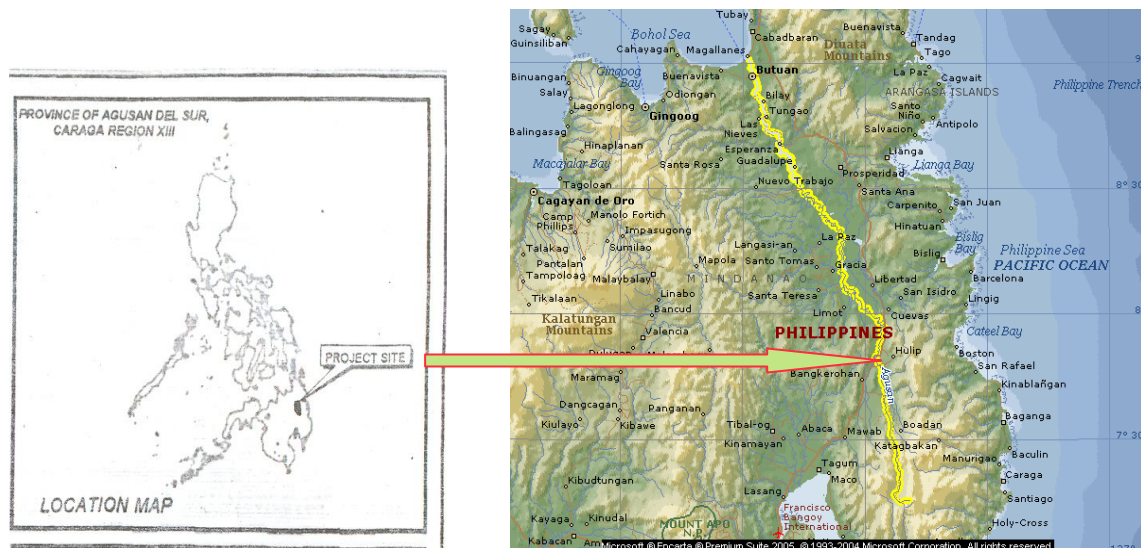 PROVINCE OF AGUSAN DEL SUR,
CARAGA REGION XIII
PROJECT SITE
LOCATION MAP
Tubay
Cabadbaran
Sagay
Guinsiliban
Bohol Sea
Cahayagan
Magallanes
Buenavista
Diuata
Mountains
Tandag
Tago
Binuangan
Salay
Gingoog
Bay
Buenavista
Butuan
La Paz
Cagwait
Philippine Trench
Lagonglong
Odiongan
Gingoog
Bilay
Tungao
ARANGASA ISLANDS
Santo
Niño
Antipolo
Balingasag
Las
Nieves
Salvacion
Hinaplanan
Esperanza
Guadalupe
Lianga
Lianga Bay
Macajalar Bay
Santa Rosa
Prosperidad
Tagoloan
Nuevo Trabajo
Santa Ana
8° 30
Cagayan de Oro
Camp
Phillips
Manolo Fortich
Carpenito
San Juan
Impasugong
Hinatuan
Talakag
Sumilao
Langasi-an
La Paz
Bislig
Bislig
Bay
Philippine Sea
PACIFIC OCEAN
Pantalan
Mapola
Santo Tomas
Gracia
Tampoloag
Malaybalay
MINDANAO
Libertad
Barcelona
Tikalaan
Linabo
Santa Teresa
San Isidro
Lingig
Bancud
Limot
Cuevas
Kalatungan
Mountains
Valencia
PHILIPPINES
Cateel Bay
Hulip
Boston
San Rafael
Maramag
Bangkerohan
Agusan
Kinablañgan
Dangcagan
Panganan
Baganga
Kiulayo
Kibawe
Tibal-og
Abaca
Mawab
Boadan
Kinamayan
Katagbakan
7° 30
Baculin
Manurigao
Tagum
Maco
Caraga
Kibudtungan
Lasang
Santiago
Francisco
Bangoy
International
Kayaga
Kinudal
MOUNT APO
N.P.
Holy-Cross
Kabacan
Microsoft ® Encarta ® Premium Suite 2005. © 1993-2004 Microsoft Corporation. All rights reserved.